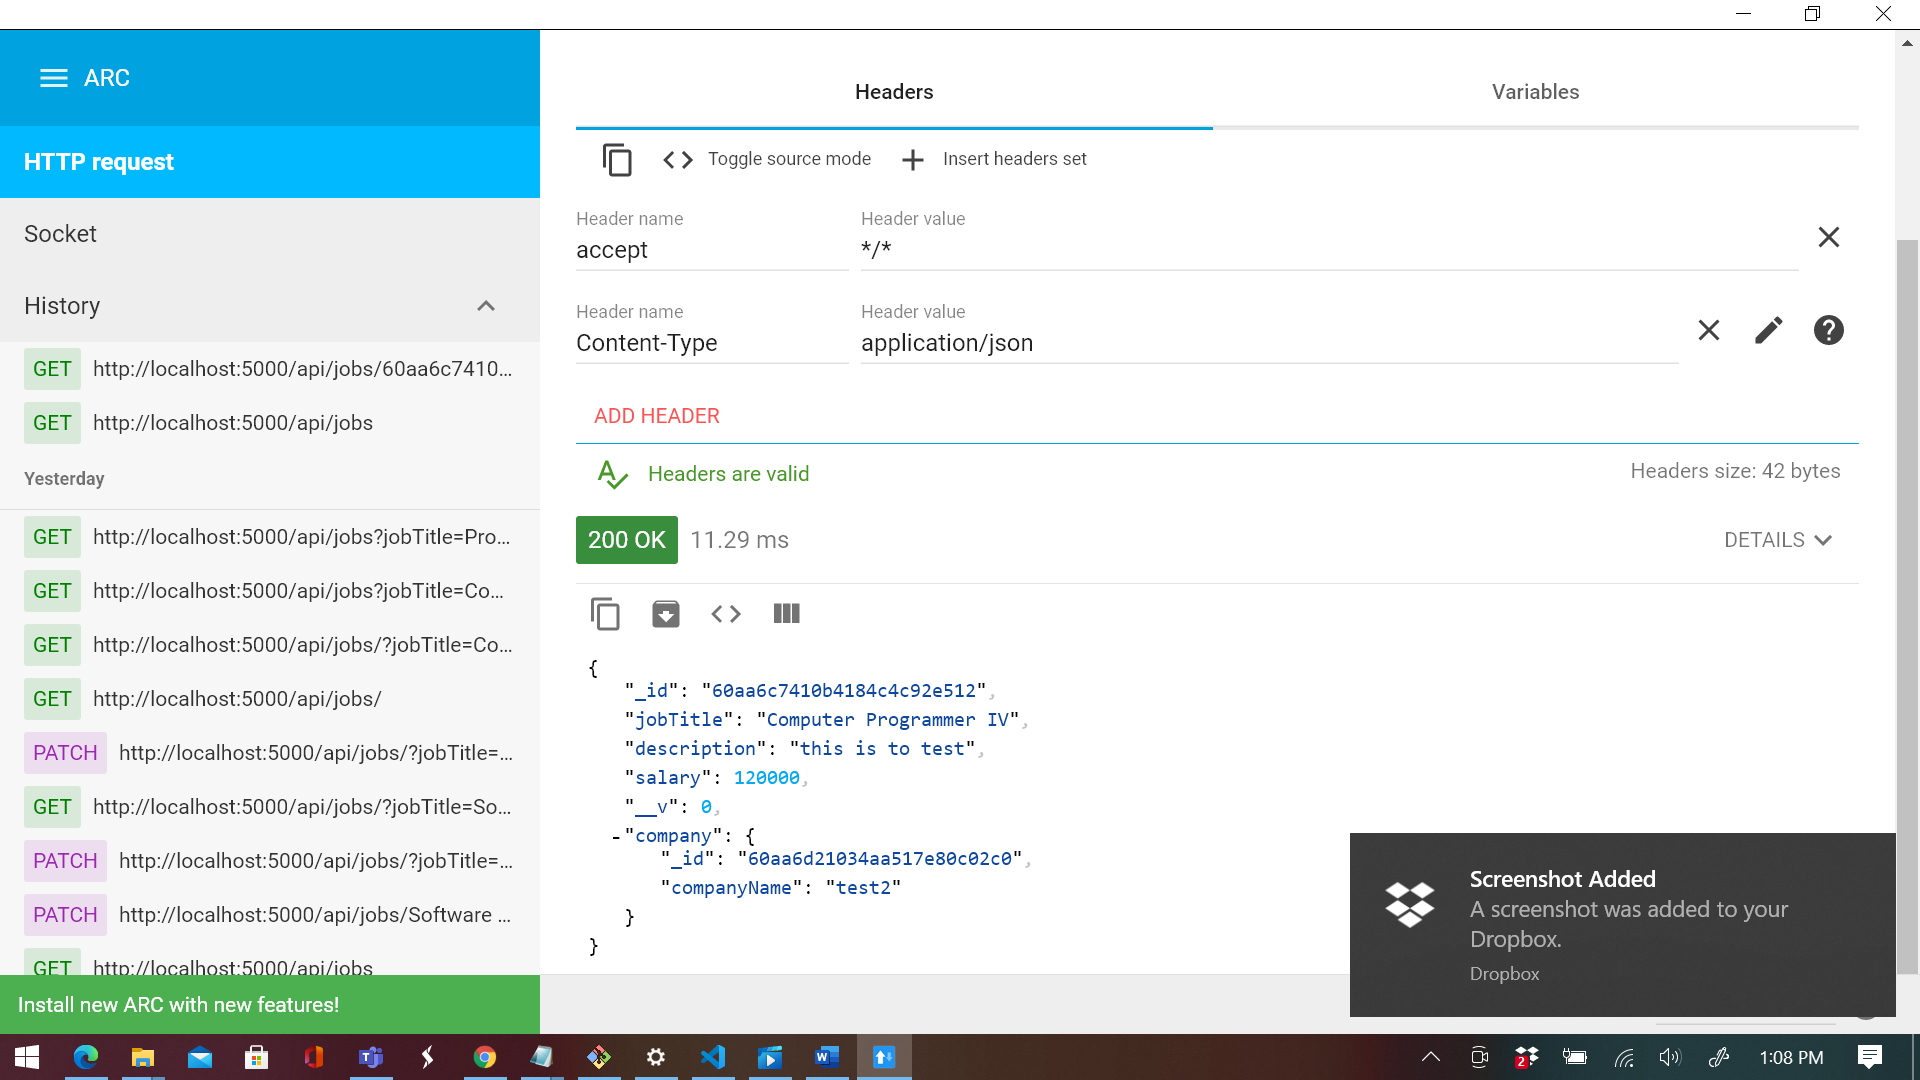 ARC
HTTP request
Socket
History
GET http://localhost:5000/api/jobs/60aa6c7410...
GET http://localhost:5000/api/jobs
Yesterday
GET http://localhost:5000/api/jobs?jobTitle=Pro...
GET http://localhost:5000/api/jobs?jobTitle=Co...
GET http://localhost:5000/api/jobs/?jobTitle=Co...
GET http://localhost:5000/api/jobs/
PATCH http://localhost:5000/api/jobs/?jobTitle=...
GET http://localhost:5000/api/jobs/?jobTitle=So...
PATCH http://localhost:5000/api/jobs/?jobTitle=...
PATCH http://localhost:5000/api/jobs/Software ...
GET http://localhost:5000/api/jobs
Install new ARC with new features!
Headers Variables
Toggle source mode Insert headers set
Header name Header value
accept */*
Header name Header value
Content-Type application/json
ADD HEADER
Headers are valid Headers size: 42 bytes
200 OK 11.29 ms DETAILS
{
"_id": "60aa6c7410b4184c4c92e512",
"jobTitle": "Computer Programmer IV",
"description": "this is to test",
"salary": 120000,
"__v": 0,
-"company": {
"_id": "60aa6d21034aa517e80c02c0",
"companyName": "test2"
}
}
Screenshot Added
A screenshot was added to your
Dropbox.
Dropbox
2
1:08 PM